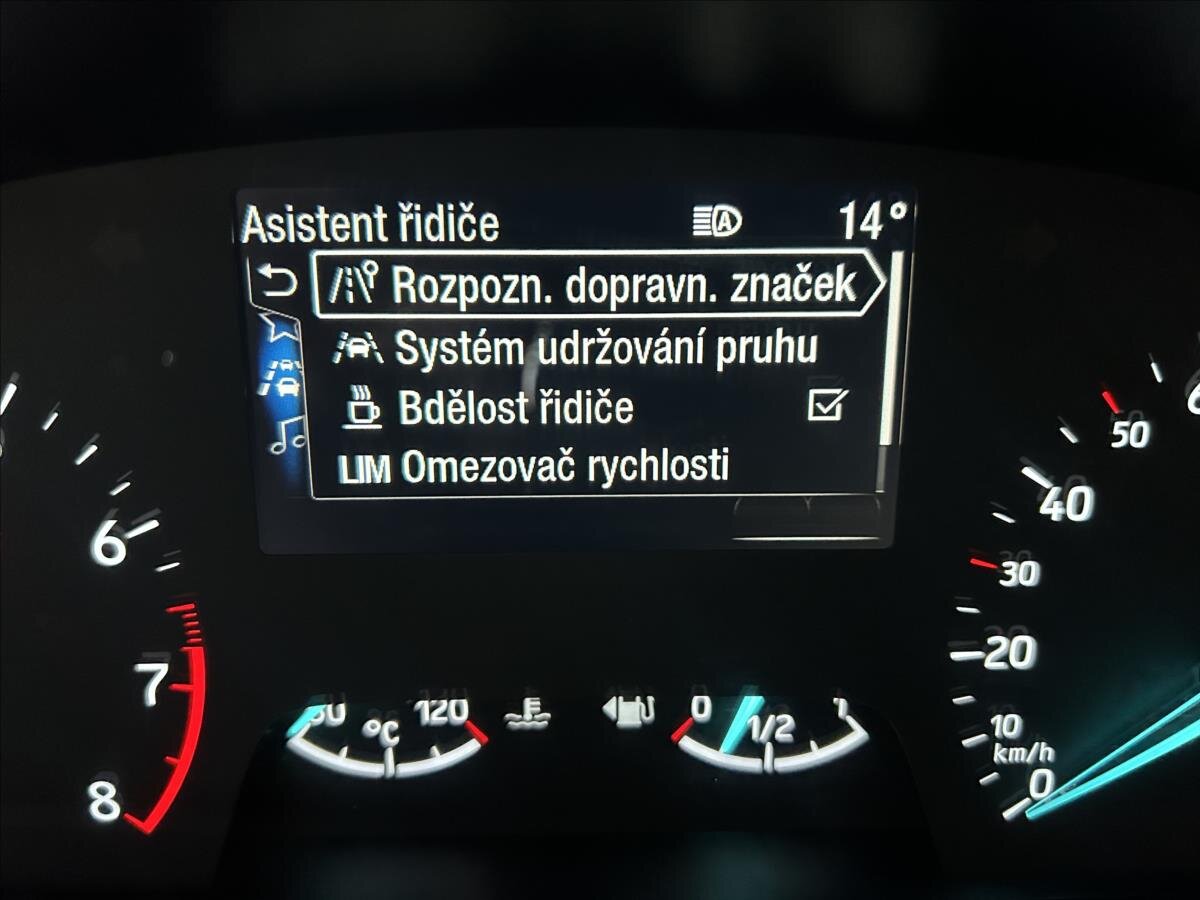 Asistent řidiče A 14°
Rozpozn. dopravn. značek
Systém udržování pruhu
Bdělost řidiče
LIM Omezovač rychlosti
6
7
8
°C
120
0
1/2
1
50
40
30
20
10
km/h
0